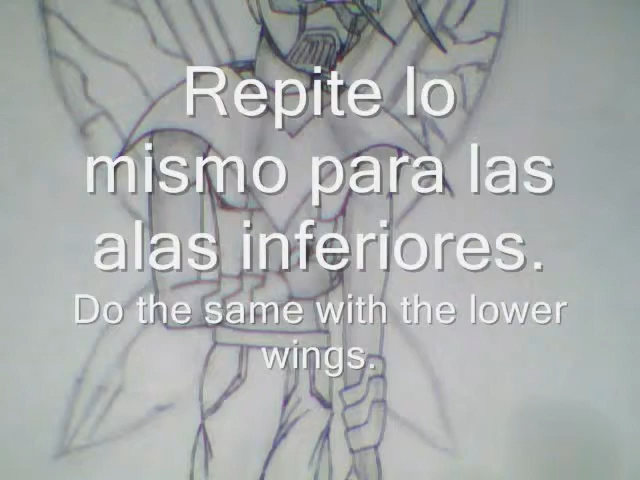 Repite lo
mismo para las
alas inferiores.
Do the same with the lower
wings.